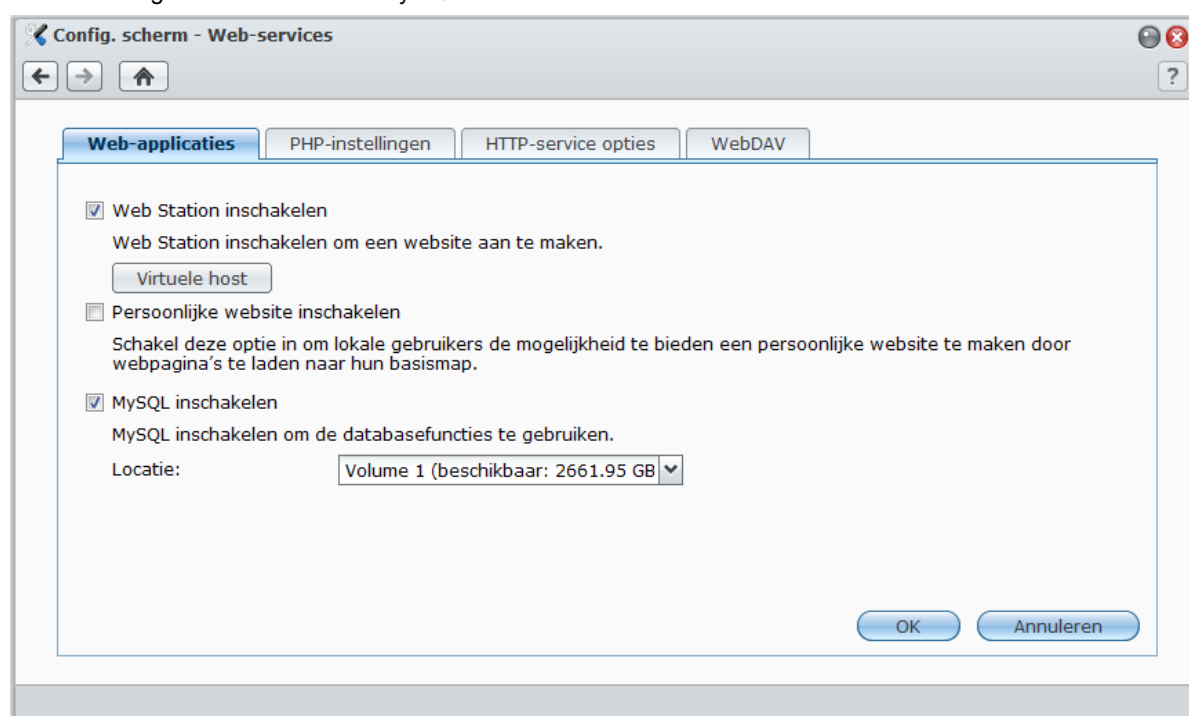 Config. scherm - Web-services
?
Web-applicaties PHP-instellingen HTTP-service opties WebDAV
Web Station inschakelen
Web Station inschakelen om een website aan te maken.
Virtuele host
Persoonlijke website inschakelen
Schakel deze optie in om lokale gebruikers de mogelijkheid te bieden een persoonlijke website te maken door
webpagina's te laden naar hun basismap.
MySQL inschakelen
MySQL inschakelen om de databasefuncties te gebruiken.
Locatie: Volume 1 (beschikbaar: 2661.95 GB
OK Annuleren